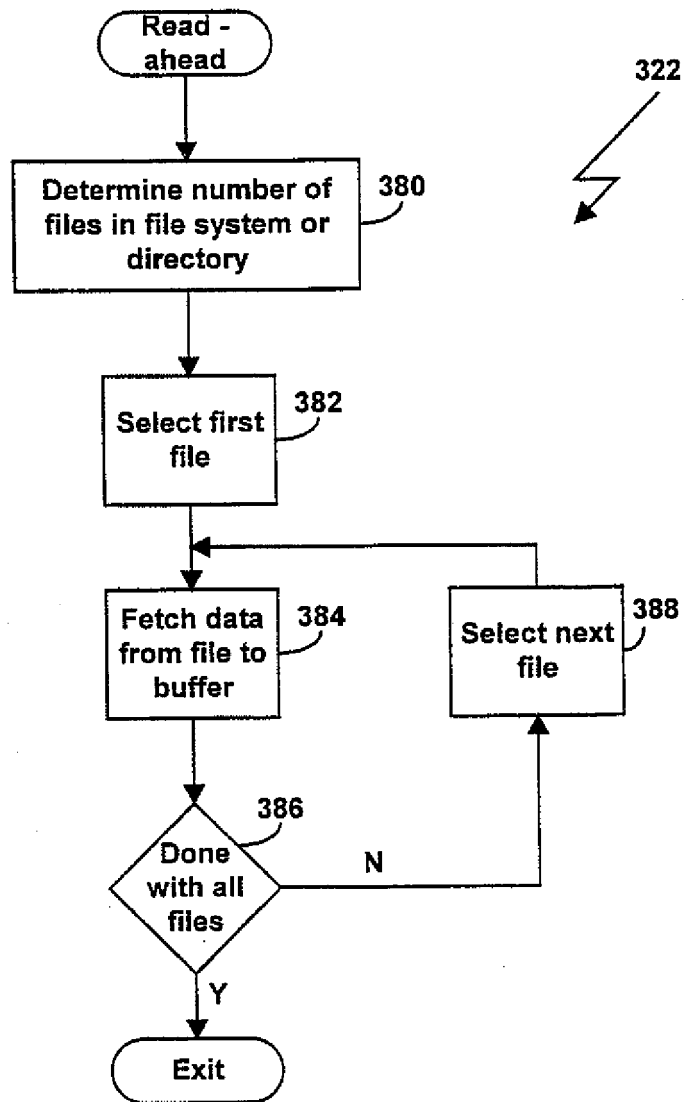 Read -
ahead
322
Determine number of
files in file system or
directory
380
Select first
file
382
Fetch data
from file to
buffer
384
Select next
file
388
Done
with all
files
386
N
Y
Exit